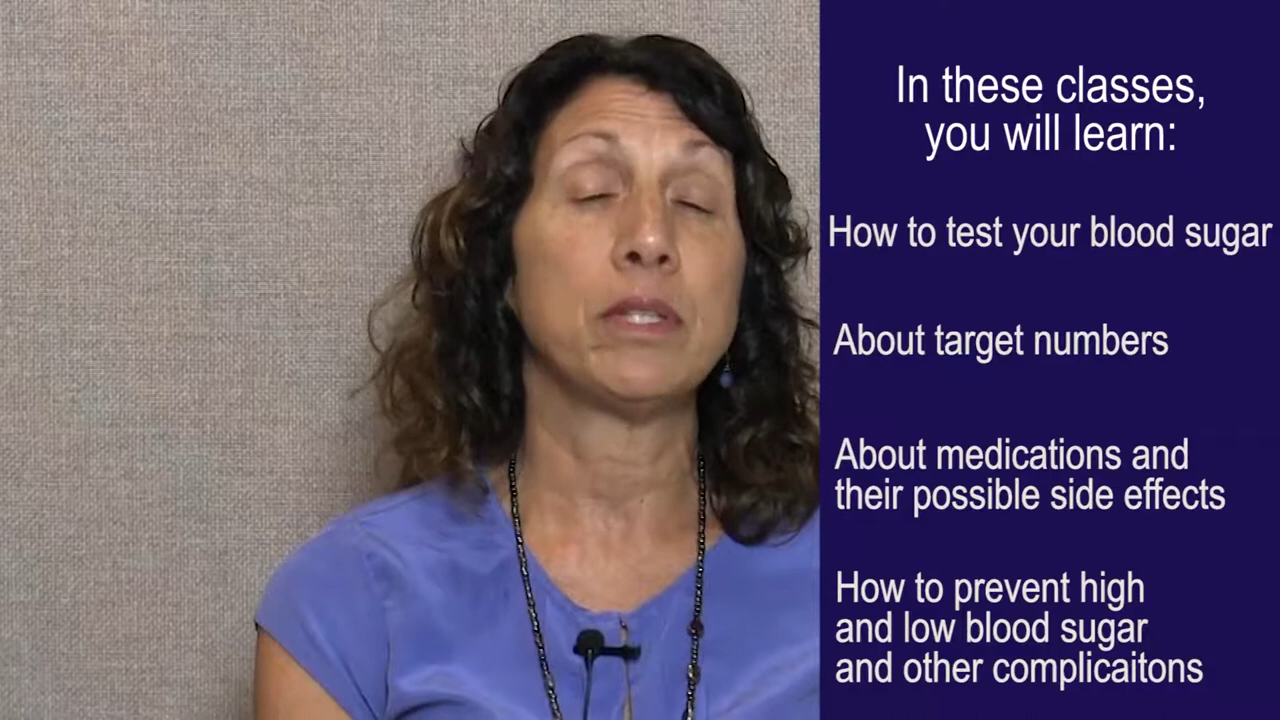 In these classes,
you will learn:
How to test your blood sugar
About target numbers
About medications and
their possible side effects
How to prevent high
and low blood sugar
and other complicaitons